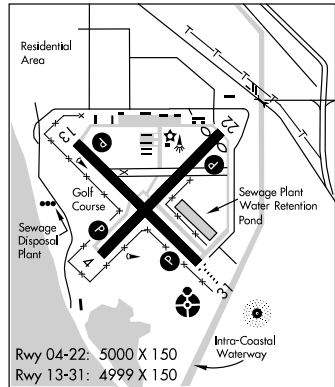 Residential
Area
13
22
P
P
Golf
Course
Sewage Plant
Water Retention
Pond
P
Sewage
Disposal
Plant
4
P
31
Intra-Coastal
Waterway
Rwy 04-22: 5000 X 150
Rwy 13-31: 4999 X 150